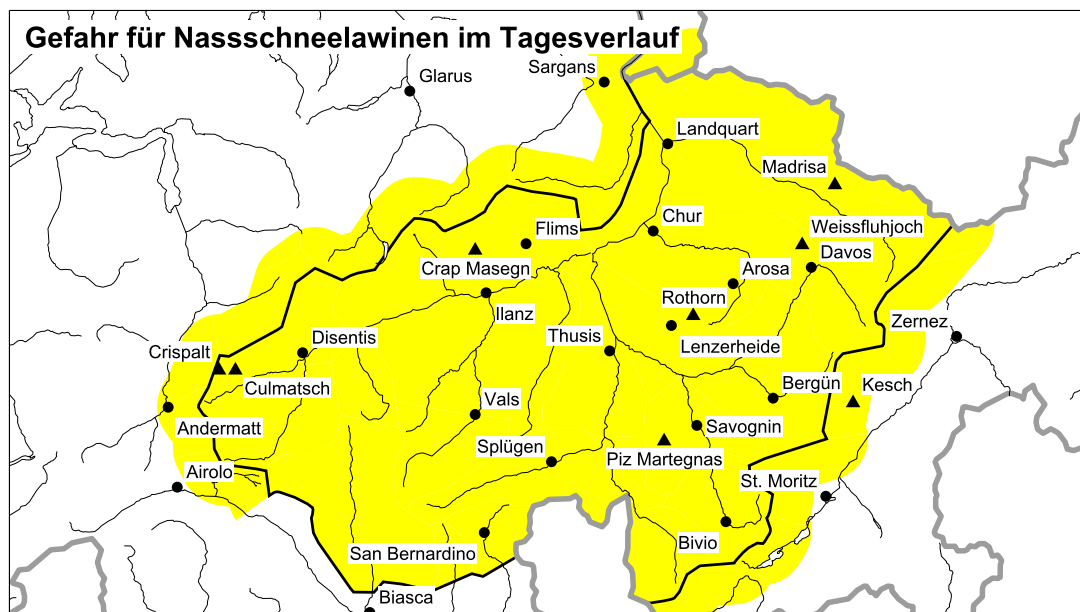 Gefahr für Nassschneelawinen im Tagesverlauf
Sargans
Glarus
Landquart
Madrisa
Chur
Weissfluhjoch
Flims
Davos
Crap Masegn
Arosa
Rothorn
Ilanz
Zernez
Disentis
Thusis
Lenzerheide
Crispalt
Culmatsch
Bergün
Kesch
Vals
Andermatt
Savognin
Splügen
Piz Martegnas
Airolo
St. Moritz
Bivio
San Bernardino
Biasca